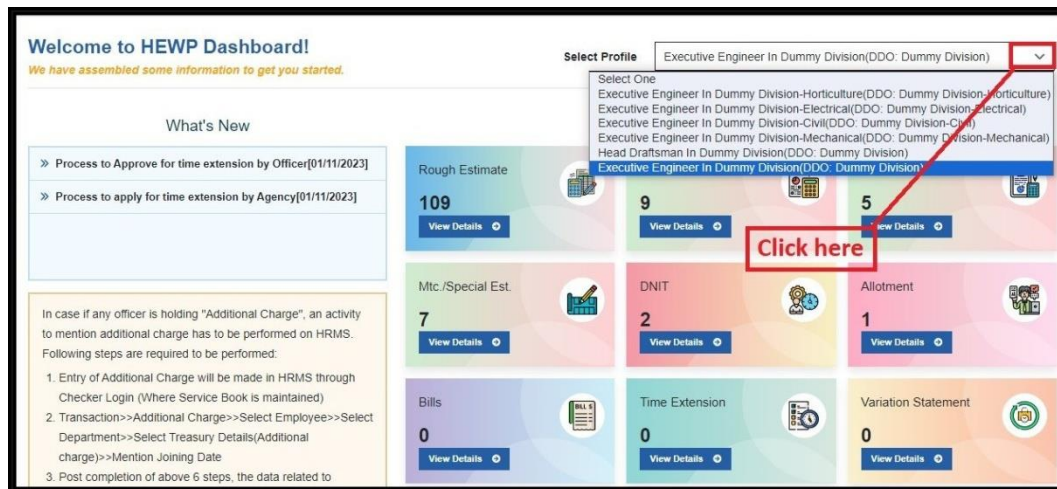 Welcome to HEWP Dashboard!
We have assembled some information to get you started.
Select Profile
Executive Engineer In Dummy Division(DDO: Dummy Division)
Select One
Executive Engineer In Dummy Division-Horticulture(DDO: Dummy Division-Horticulture)
Executive Engineer In Dummy Division-Electrical(DDO: Dummy Division-Electrical)
Executive Engineer In Dummy Division-Civil(DDO: Dummy Division-Civil)
Executive Engineer In Dummy Division-Mechanical(DDO: Dummy Division-Mechanical)
Head Draftsman In Dummy Division(DDO: Dummy Division)
Executive Engineer In Dummy Division(DDO: Dummy Division)
What's New
» Process to Approve for time extension by Officer[01/11/2023]
» Process to apply for time extension by Agency[01/11/2023]
In case if any officer is holding "Additional Charge", an activity
to mention additional charge has to be performed on HRMS.
Following steps are required to be performed:
1. Entry of Additional Charge will be made in HRMS through
Checker Login (Where Service Book is maintained)
2. Transaction>>Additional Charge>>Select Employee>>Select
Department>>Select Treasury Details(Additional
charge)>>Mention Joining Date
3. Post completion of above 6 steps, the data related to
Rough Estimate
109
View Details
9
View Details
5
View Details
Click here
Mtc./Special Est.
7
View Details
DNIT
2
View Details
Allotment
1
View Details
Bills
BILL $
0
View Details
Time Extension
0
View Details
Variation Statement
0
View Details